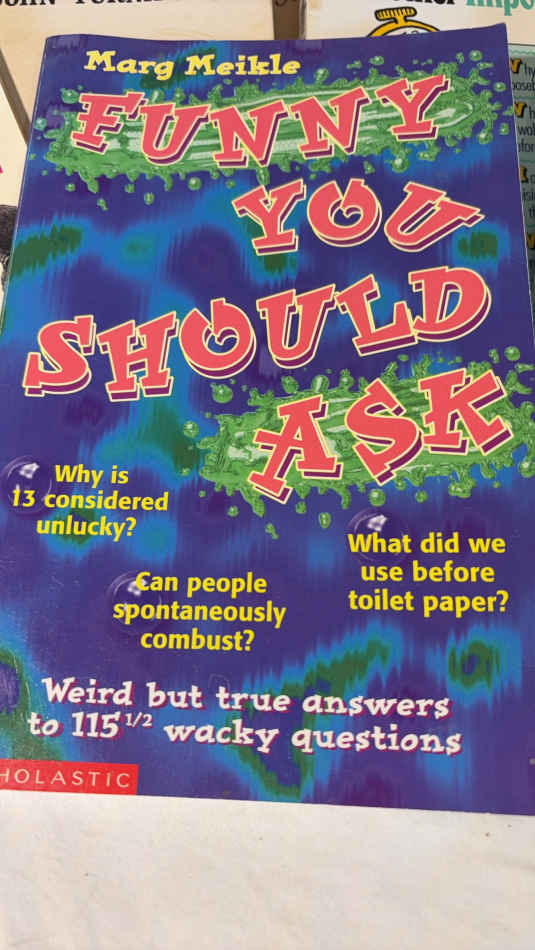 Marg Meikle
FUNNY
YOU
SHOULD
ASK
Why is
13 considered
unlucky?
What did we
use before
toilet paper?
Can people
spontaneously
combust?
Weird but true answers
to 115 1/2 wacky questions
HOLASTIC